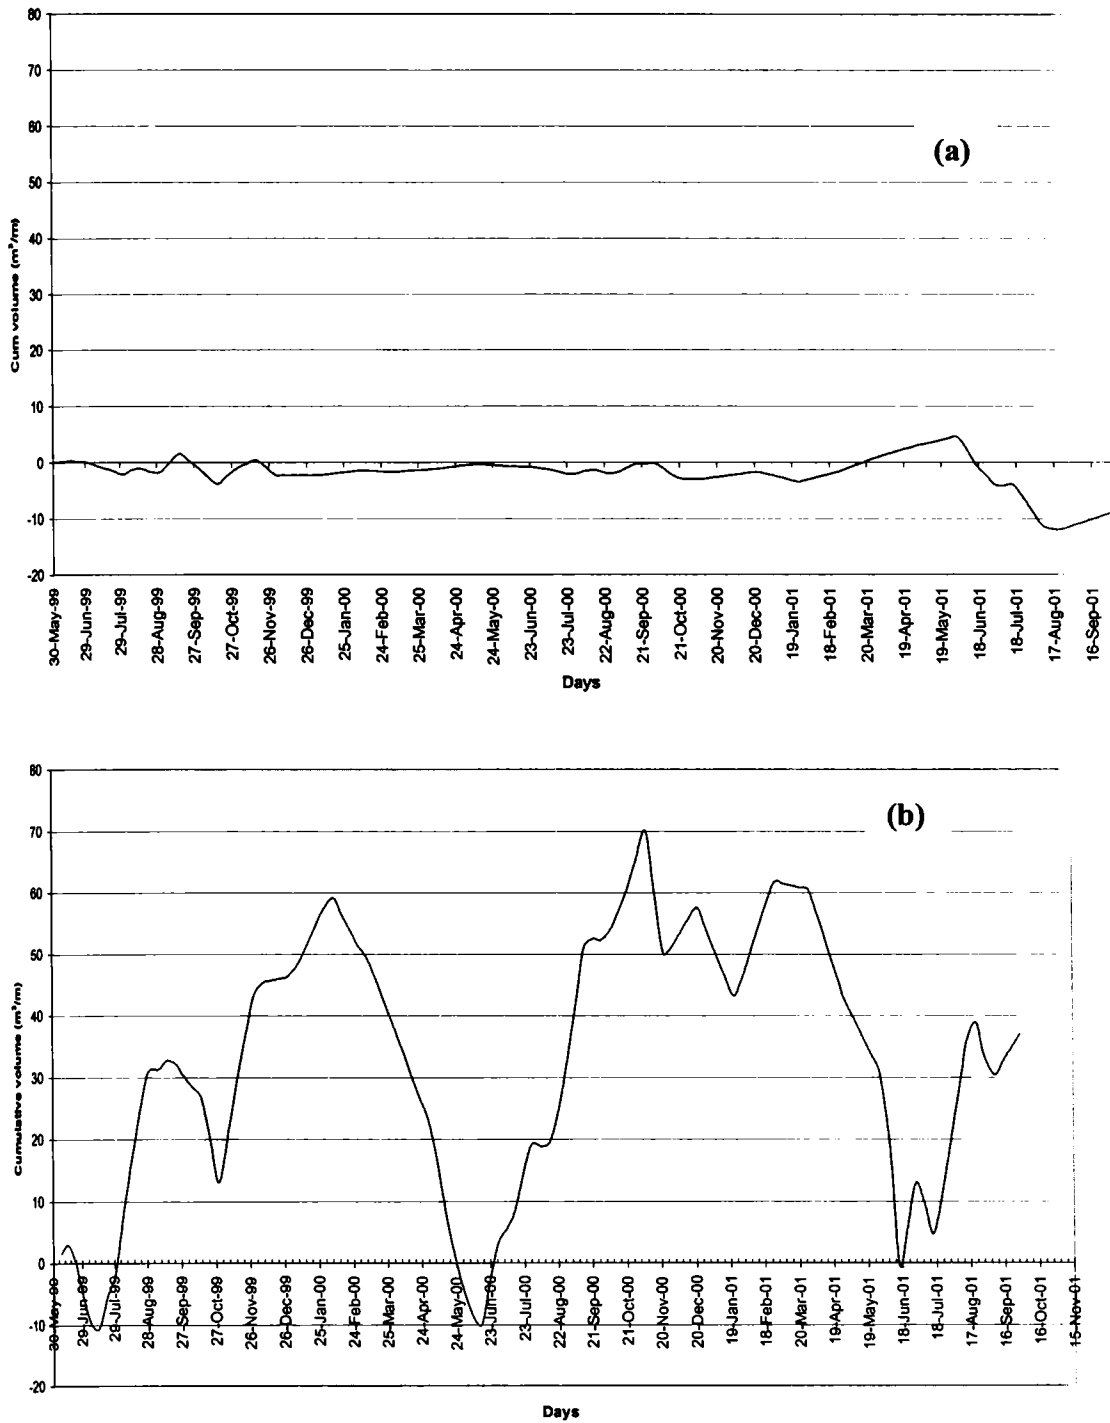 80
70
60
50
40
30
20
10
0
-10
-20
Cum volume (m³/m)
(a)
30-May-99
29-Jun-99
29-Jul-99
28-Aug-99
27-Sep-99
27-Oct-99
26-Nov-99
26-Dec-99
25-Jan-00
24-Feb-00
25-Mar-00
24-Apr-00
24-May-00
23-Jun-00
23-Jul-00
22-Aug-00
21-Sep-00
21-Oct-00
20-Nov-00
20-Dec-00
19-Jan-01
18-Feb-01
20-Mar-01
19-Apr-01
19-May-01
18-Jun-01
18-Jul-01
17-Aug-01
16-Sep-01
Days
80
70
60
50
40
30
20
10
0
-10
-20
Cumulative volume (m³/m)
(b)
30-May-99
29-Jun-99
29-Jul-99
28-Aug-99
27-Sep-99
27-Oct-99
26-Nov-99
26-Dec-99
25-Jan-00
24-Feb-00
25-Mar-00
24-Apr-00
24-May-00
23-Jun-00
23-Jul-00
22-Aug-00
21-Sep-00
21-Oct-00
20-Nov-00
20-Dec-00
19-Jan-01
18-Feb-01
20-Mar-01
19-Apr-01
19-May-01
18-Jun-01
18-Jul-01
17-Aug-01
16-Sep-01
16-Oct-01
15-Nov-01
Days